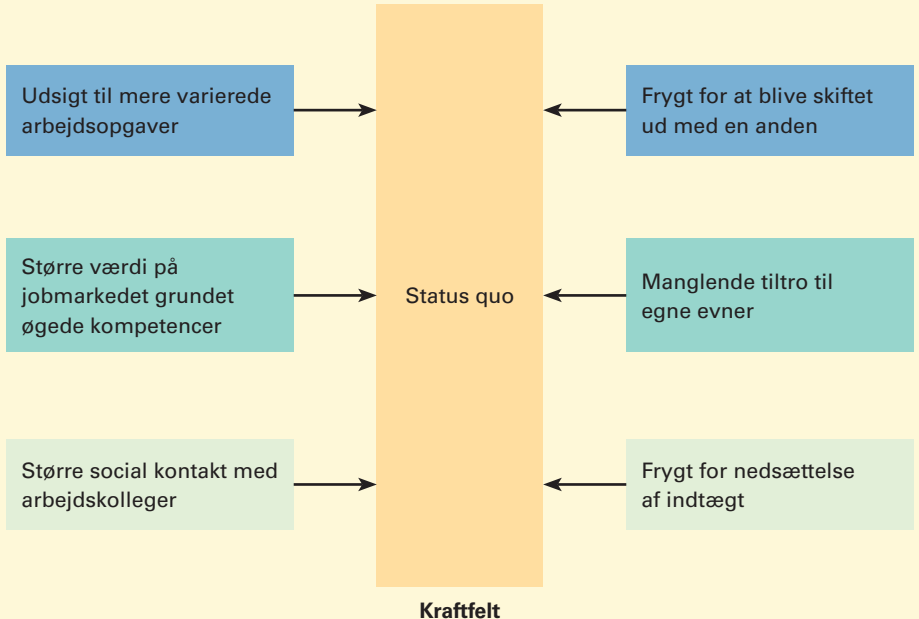 Udsigt til mere varierede
arbejdsopgaver
Frygt for at blive skiftet
ud med en anden
Større værdi på
jobmarkedet grundet
øgede kompetencer
Status quo
Manglende tiltro til
egne evner
Større social kontakt med
arbejdskolleger
Frygt for nedsættelse
af indtægt
Kraftfelt